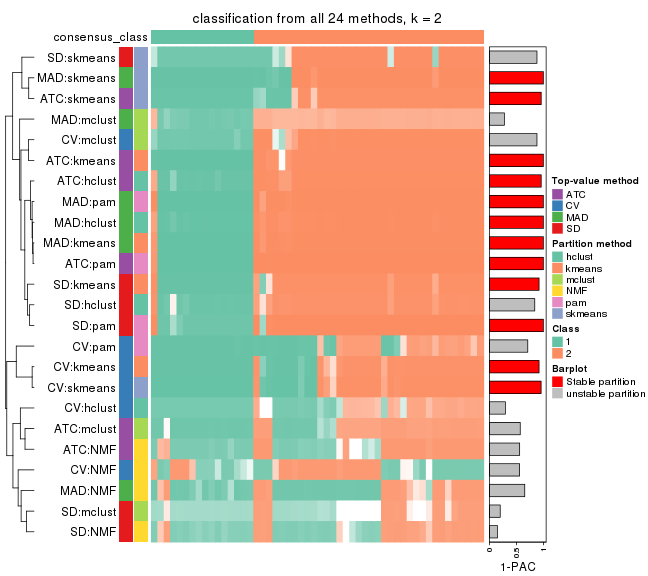 classification from all 24 methods, k = 2
consensus_class
SD:skmeans
MAD:skmeans
ATC:skmeans
MAD:mclust
CV:mclust
ATC:kmeans
ATC:hclust
MAD:pam
MAD:hclust
MAD:kmeans
ATC:pam
SD:kmeans
SD:hclust
SD:pam
CV:pam
CV:kmeans
CV:skmeans
CV:hclust
ATC:mclust
ATC:NMF
CV:NMF
MAD:NMF
SD:mclust
SD:NMF
0
0.5
1
1-PAC
Top-value method
ATC
CV
MAD
SD
Partition method
hclust
kmeans
mclust
NMF
pam
skmeans
Class
1
2
Barplot
Stable partition
unstable partition